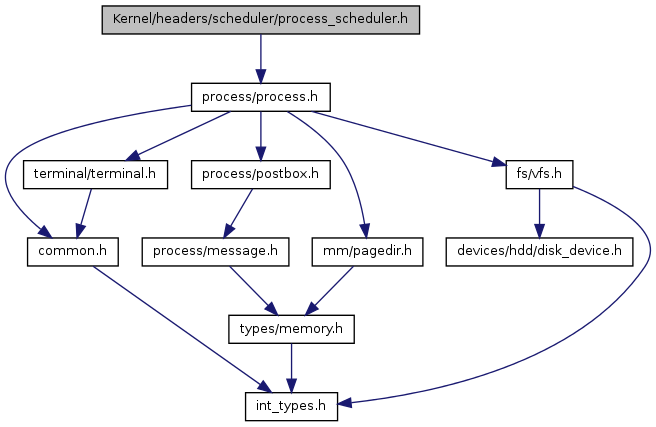 Kernel/headers/scheduler/process_scheduler.h
process/process.h
terminal/terminal.h
process/postbox.h
fs/vfs.h
common.h
process/message.h
mm/pagedir.h
devices/hdd/disk_device.h
types/memory.h
int_types.h